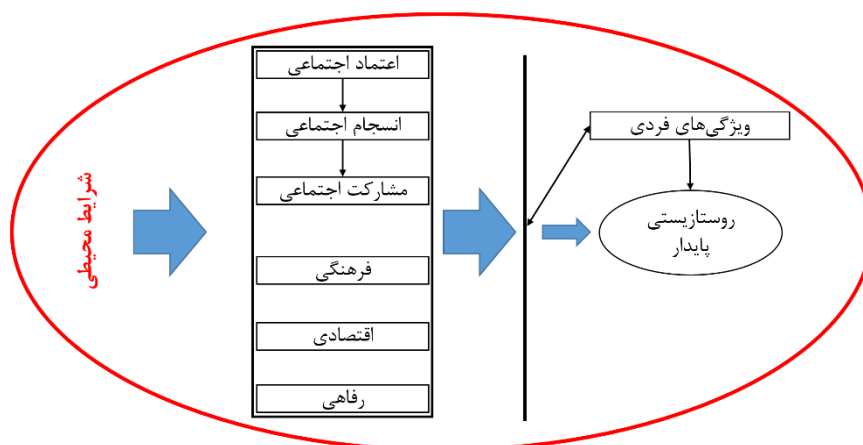 اعتماد اجتماعی
انسجام اجتماعی
مشارکت اجتماعی
فرهنگی
اقتصادی
رفاهی
ویژگی‌های فردی
روستازیستی
پایدار
شرایط محیطی